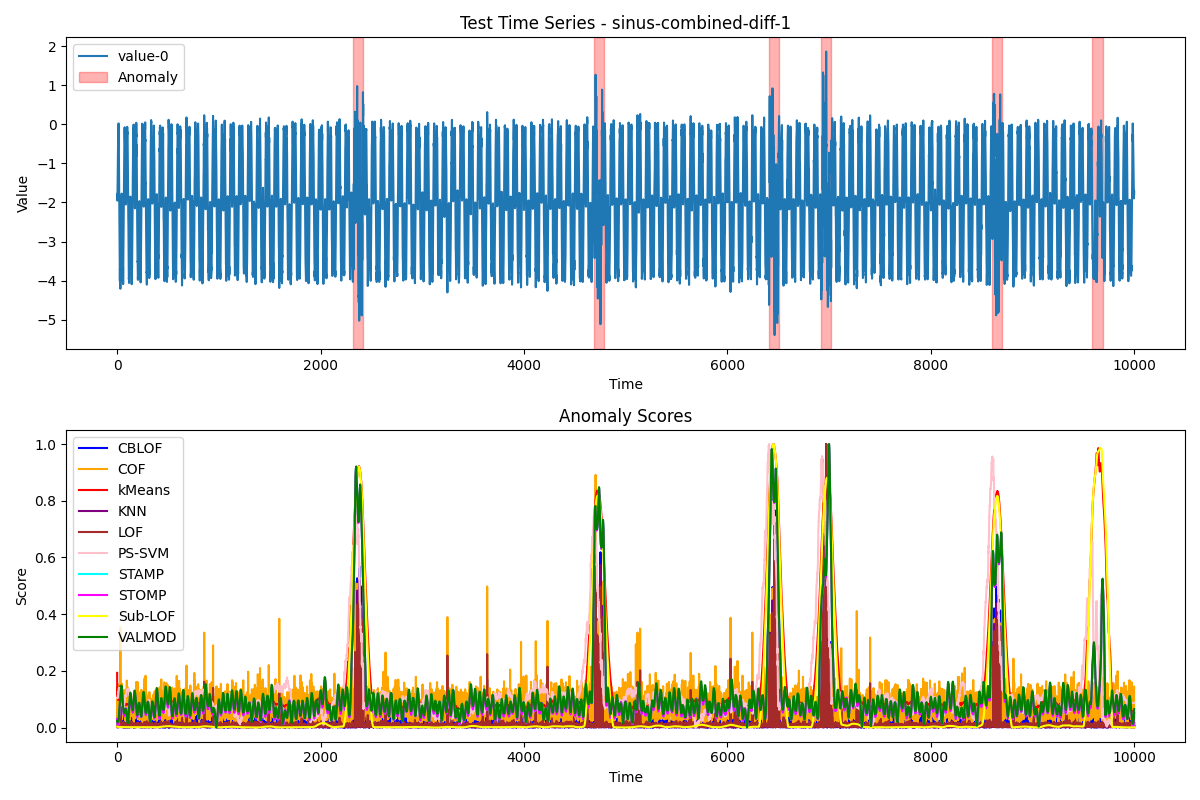 Test Time Series - sinus-combined-diff-1
value-0
Anomaly
2
1
0
−1
−2
−3
−4
−5
Value
0 2000 4000 6000 8000 10000
Time
Anomaly Scores
CBLOF
COF
kMeans
KNN
LOF
PS-SVM
STAMP
STOMP
Sub-LOF
VALMOD
1.0
0.8
0.6
0.4
0.2
0.0
Score
0 2000 4000 6000 8000 10000
Time